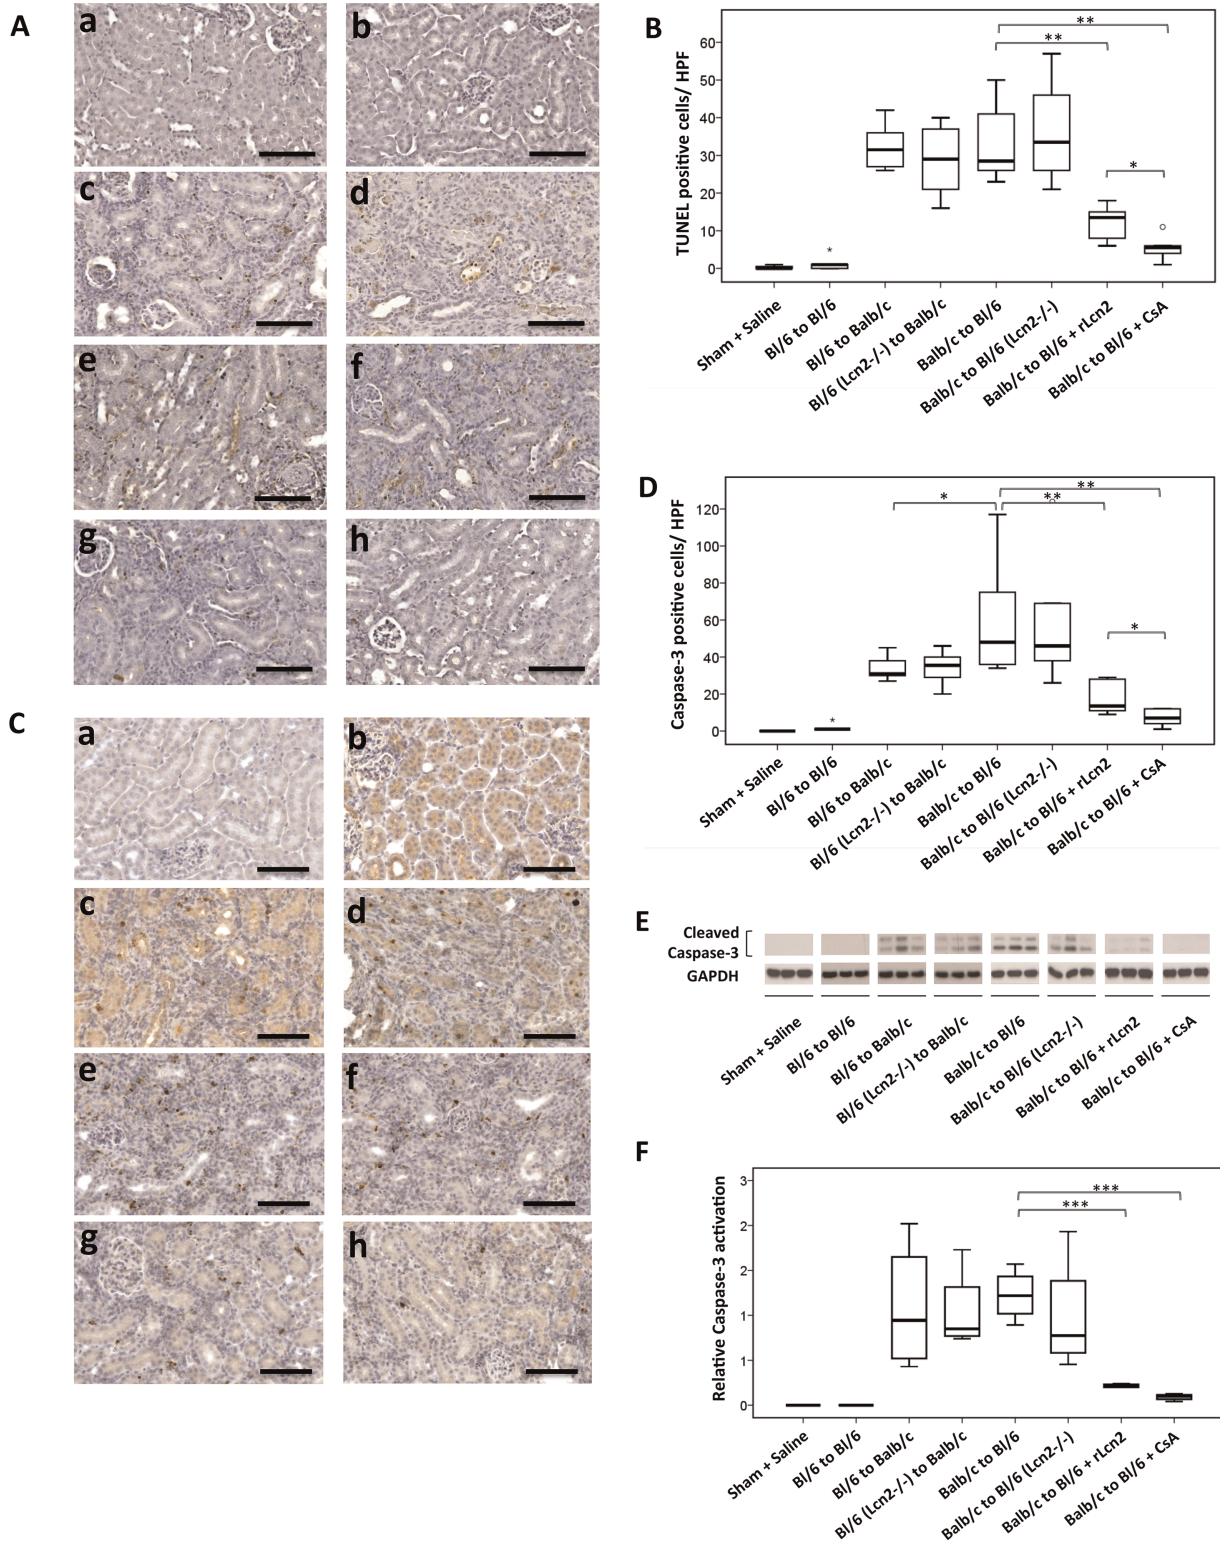 A
a
b
c
d
e
f
g
h
B
TUNEL positive cells/ HPF
60
50
40
30
20
10
0
**
**
*
*
Sham + Saline
Bl/6 to Bl/6
Bl/6 to Balb/c
Bl/6 (Lcn2-/-) to Balb/c
Balb/c to Bl/6
Balb/c to Bl/6 (Lcn2-/-)
Balb/c to Bl/6 + rLcn2
Balb/c to Bl/6 + CsA
C
a
b
c
d
e
f
g
h
D
Caspase-3 positive cells/ HPF
120
100
80
60
40
20
0
**
*
**
*
*
Sham + Saline
Bl/6 to Bl/6
Bl/6 to Balb/c
Bl/6 (Lcn2-/-) to Balb/c
Balb/c to Bl/6
Balb/c to Bl/6 (Lcn2-/-)
Balb/c to Bl/6 + rLcn2
Balb/c to Bl/6 + CsA
E
Cleaved
Caspase-3
GAPDH
Sham + Saline
Bl/6 to Bl/6
Bl/6 to Balb/c
Bl/6 (Lcn2-/-) to Balb/c
Balb/c to Bl/6
Balb/c to Bl/6 (Lcn2-/-)
Balb/c to Bl/6 + rLcn2
Balb/c to Bl/6 + CsA
F
Relative Caspase-3 activation
3
2
2
1
1
0
***
***
Sham + Saline
Bl/6 to Bl/6
Bl/6 to Balb/c
Bl/6 (Lcn2-/-) to Balb/c
Balb/c to Bl/6
Balb/c to Bl/6 (Lcn2-/-)
Balb/c to Bl/6 + rLcn2
Balb/c to Bl/6 + CsA